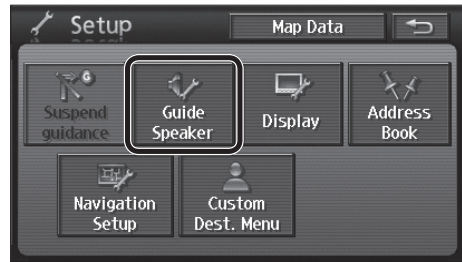 Setup
Map Data
G
Suspend
guidance
Guide
Speaker
Display
Address
Book
Navigation
Setup
Custom
Dest. Menu